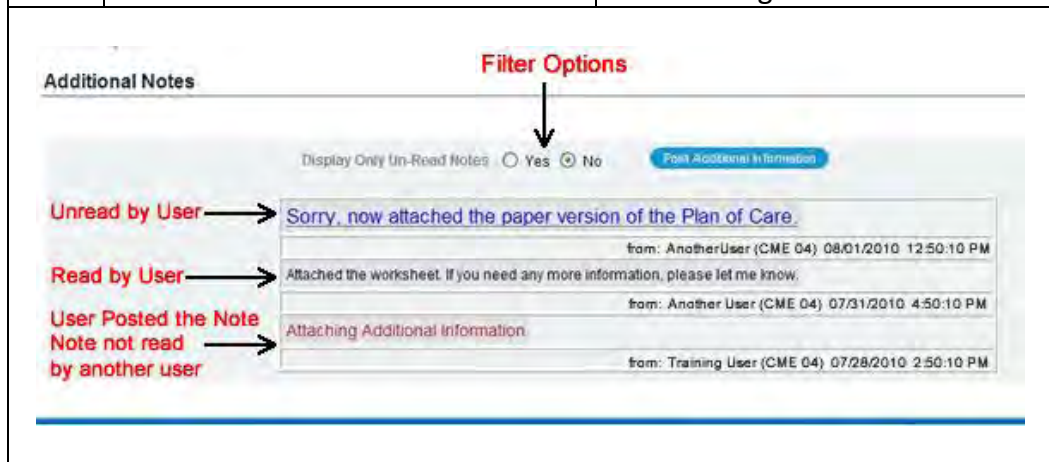 Filter Options
Additional Notes
Display Only Un-Read Notes Yes No Post Additional Information
Unread by User
Sorry, now attached the paper version of the Plan of Care.
from: AnotherUser (CME 04) 08/01/2010 12:50:10 PM
Read by User
Attached the worksheet. If you need any more information, please let me know.
from: Another User (CME 04) 07/31/2010 4:50:10 PM
User Posted the Note
Note not read
by another user
Attaching Additional Information
from: Training User (CME 04) 07/28/2010 2:50:10 PM